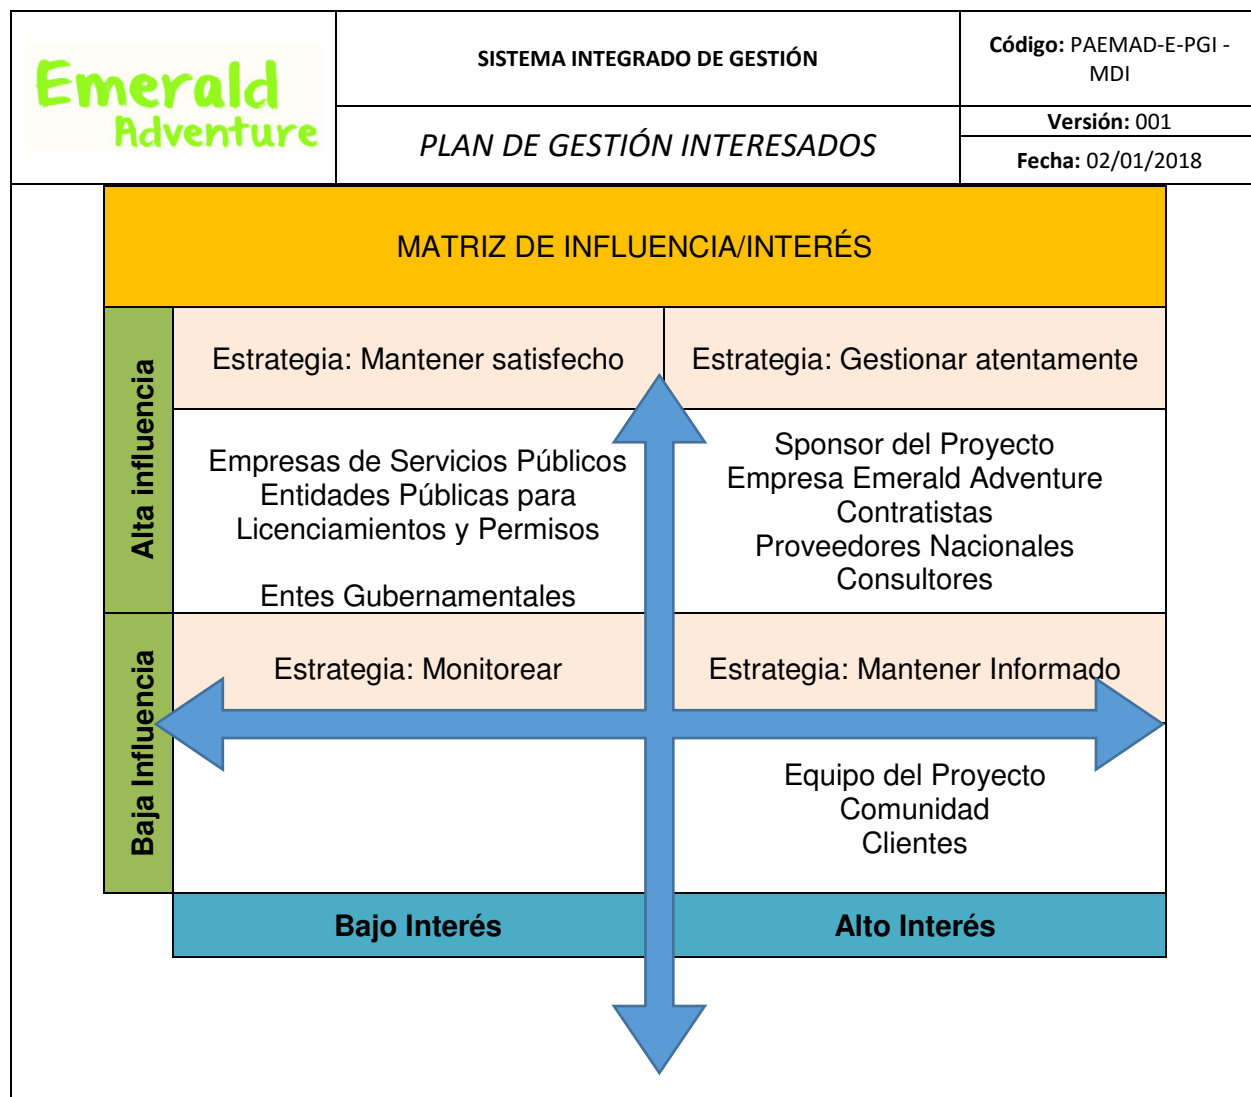 Emerald
Adventure
SISTEMA INTEGRADO DE GESTIÓN
Código: PAEMAD-E-PGI -
MDI
PLAN DE GESTIÓN INTERESADOS
Versión: 001
Fecha: 02/01/2018
MATRIZ DE INFLUENCIA/INTERÉS
Alta influencia
Estrategia: Mantener satisfecho
Estrategia: Gestionar atentamente
Empresas de Servicios Públicos
Entidades Públicas para
Licenciamientos y Permisos
Entes Gubernamentales
Sponsor del Proyecto
Empresa Emerald Adventure
Contratistas
Proveedores Nacionales
Consultores
Baja Influencia
Estrategia: Monitorear
Estrategia: Mantener Informado
Equipo del Proyecto
Comunidad
Clientes
Bajo Interés
Alto Interés